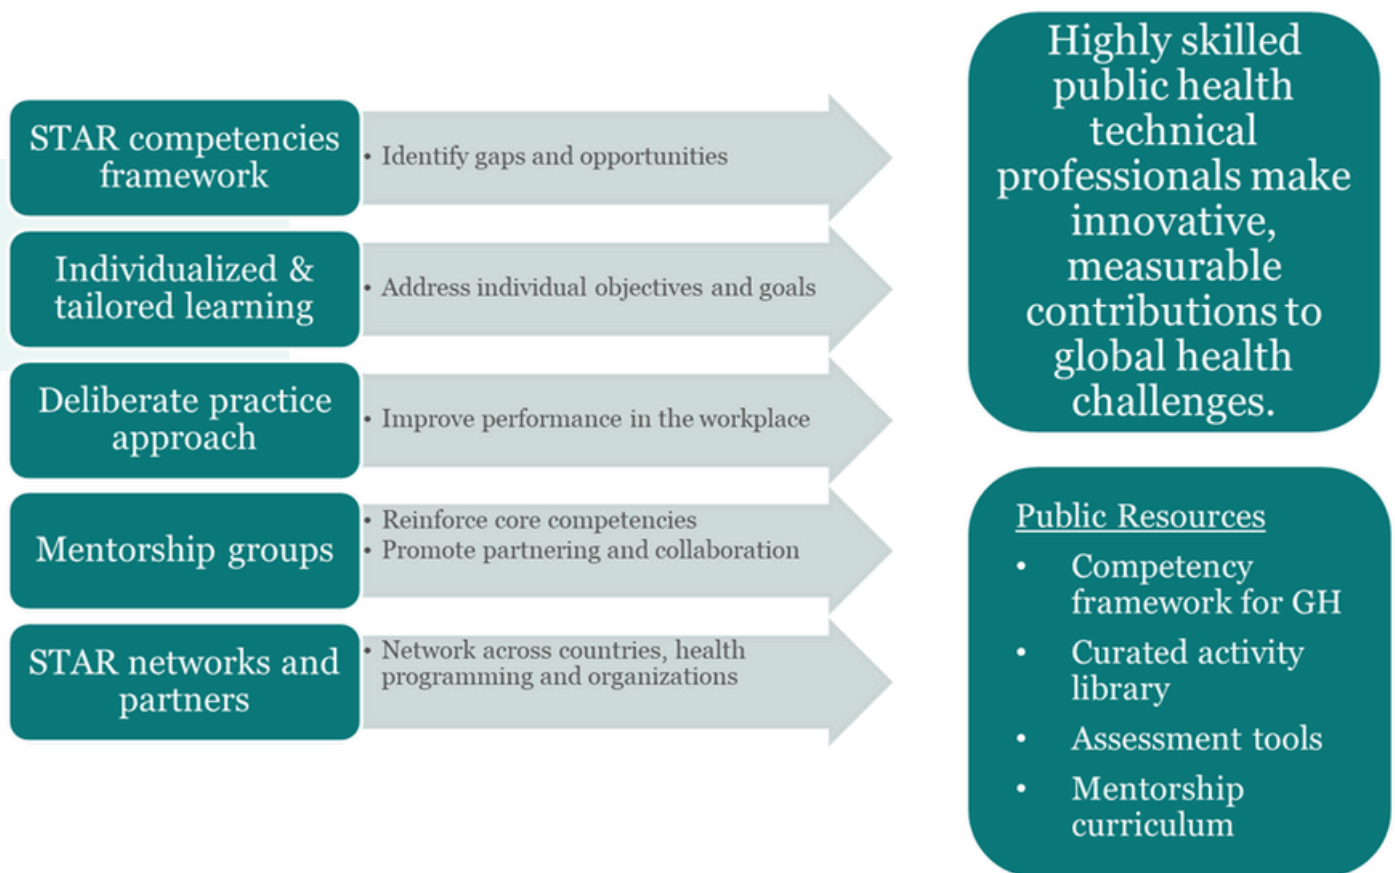 STAR competencies
framework
• Identify gaps and opportunities
Individualized &
tailored learning
• Address individual objectives and goals
Deliberate practice
approach
• Improve performance in the workplace
Mentorship groups
• Reinforce core competencies
• Promote partnering and collaboration
STAR networks and
partners
• Network across countries, health
programming and organizations
Highly skilled
public health
technical
professionals make
innovative,
measurable
contributions to
global health
challenges.
Public Resources
• Competency
framework for GH
• Curated activity
library
• Assessment tools
• Mentorship
curriculum